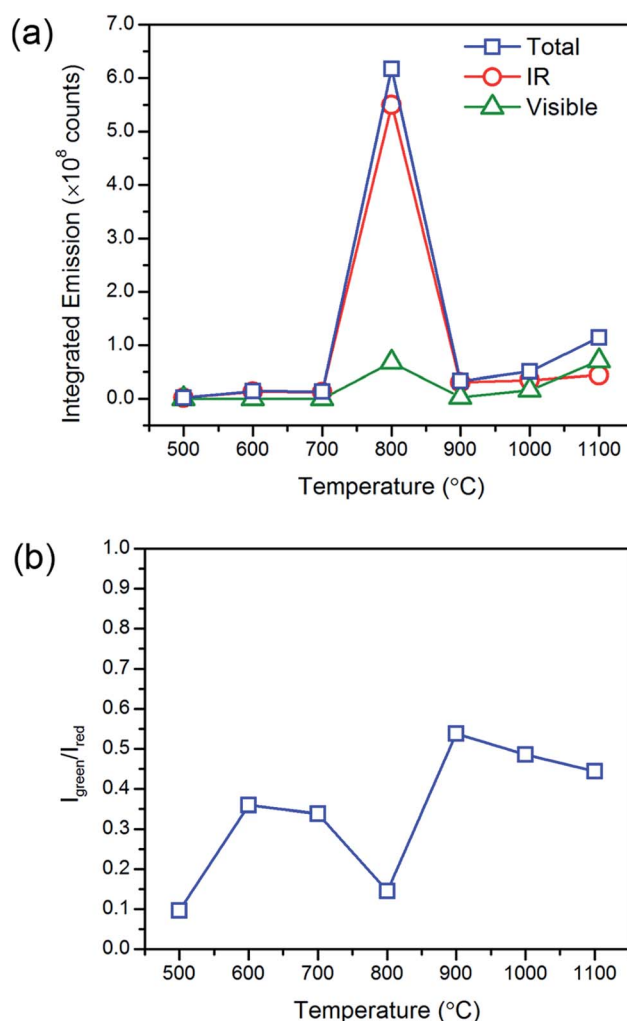 (a)
7.0
6.0
5.0
4.0
3.0
2.0
1.0
0.0
Integrated Emission (×10⁸ counts)
Total
IR
Visible
500 600 700 800 900 1000 1100
Temperature (°C)
(b)
1.0
0.9
0.8
0.7
0.6
0.5
0.4
0.3
0.2
0.1
0.0
I_green/I_red
500 600 700 800 900 1000 1100
Temperature (°C)